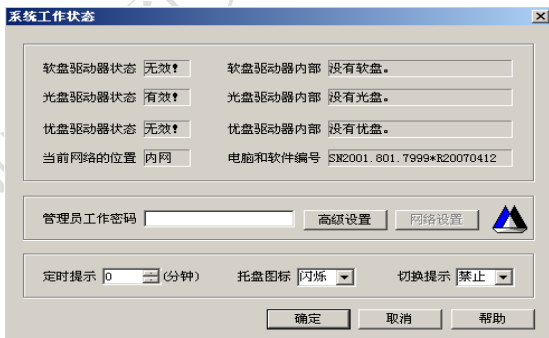 系统工作状态
软盘驱动器状态 无效! 软盘驱动器内部 没有软盘。
光盘驱动器状态 有效! 光盘驱动器内部 没有光盘。
优盘驱动器状态 无效! 优盘驱动器内部 没有优盘。
当前网络的位置 内网 电脑和软件编号 SN2001.801.7999*R20070412
管理员工作密码 高级设置 网络设置
定时提示 0 (分钟) 托盘图标 闪烁 切换提示 禁止
确定 取消 帮助